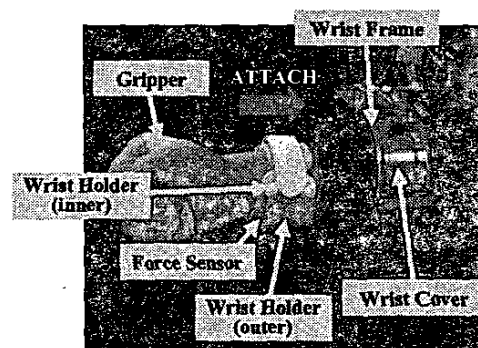 Wrist Frame
Gripper
ATTACH
Wrist Holder
(inner)
Force Sensor
Wrist Holder
(outer)
Wrist Cover